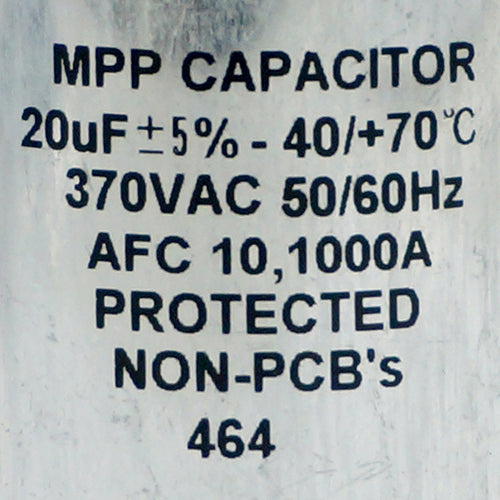 MPP CAPACITOR
20uF ±5% - 40/+70°C
370VAC 50/60Hz
AFC 10,1000A
PROTECTED
NON-PCB's
464